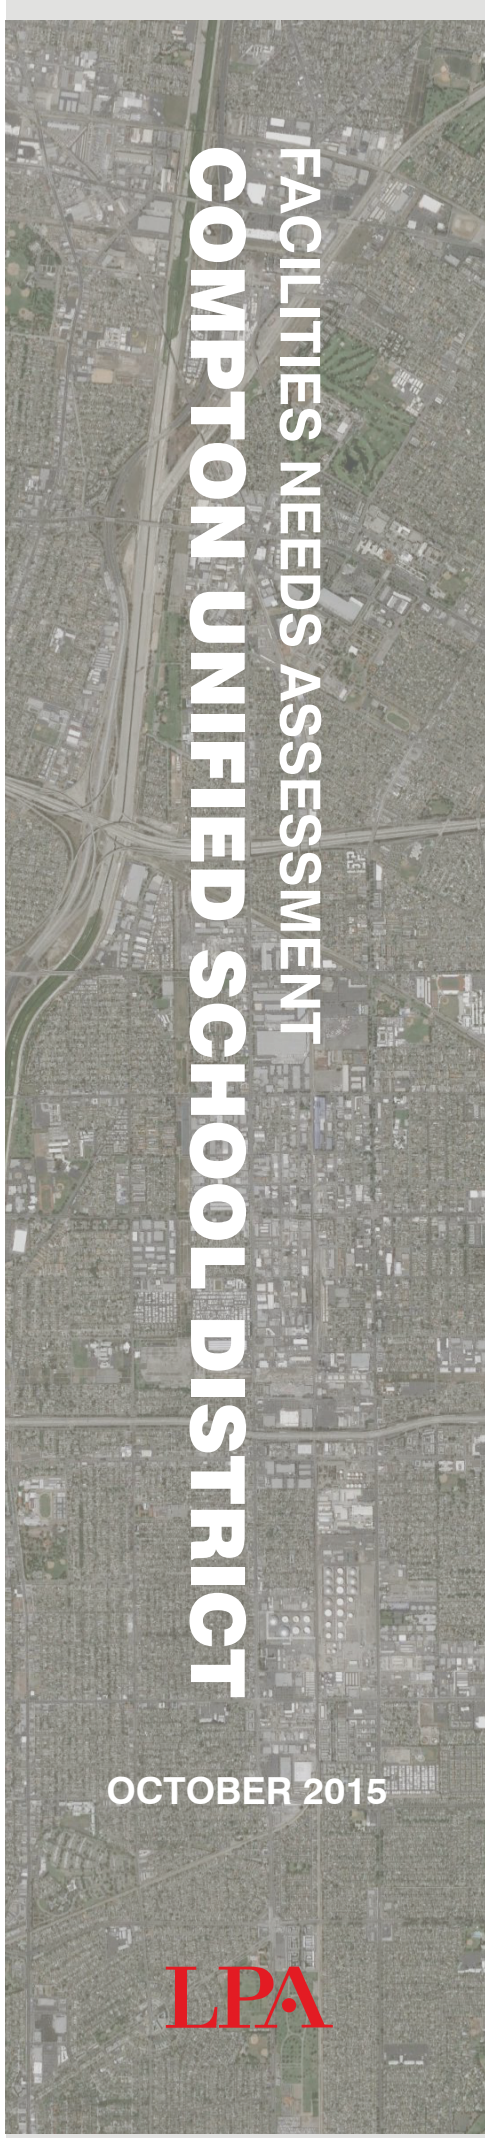 FACILITIES NEEDS ASSESSMENT
COMPTON UNIFIED SCHOOL DISTRICT
OCTOBER 2015
LPA